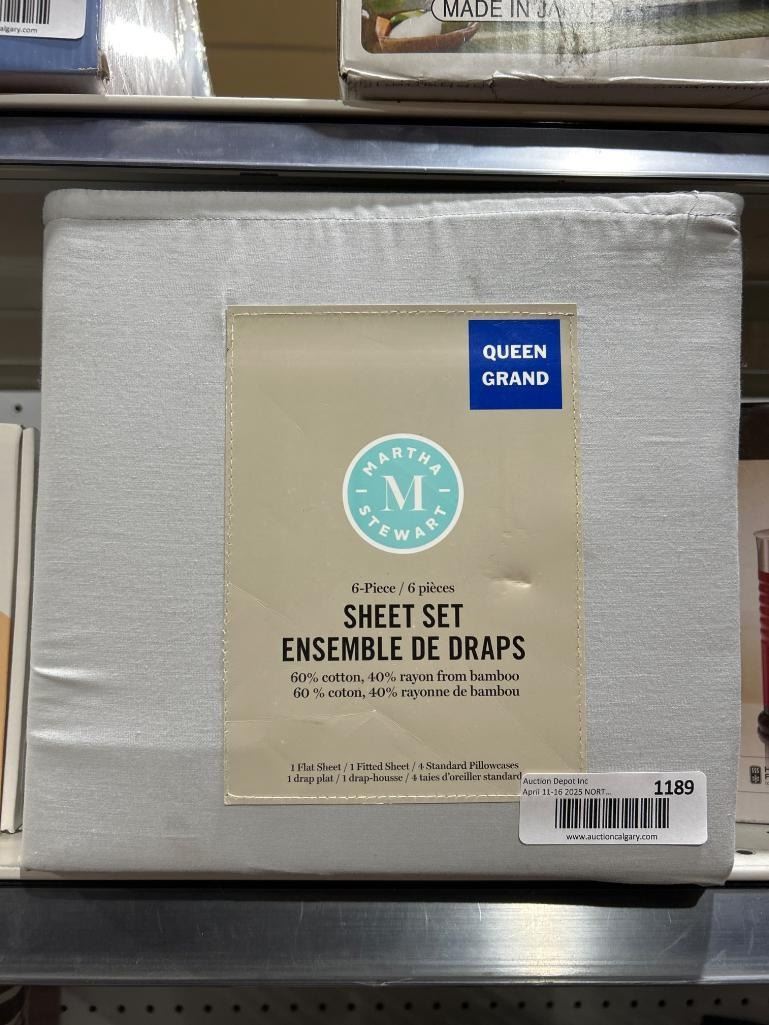 algary.com
MADE IN JA
QUEEN
GRAND
MARTHA
M
STEWART
6-Piece / 6 pièces
SHEET SET
ENSEMBLE DE DRAPS
60% cotton, 40% rayon from bamboo
60 % coton, 40% rayonne de bambou
1 Flat Sheet / 1 Fitted Sheet / 4 Standard Pillowcases
1 drap plat / 1 drap-housse / 4 taies d'oreiller standard
Auction Depot Inc
April 11-16 2025 NORT...
1189
www.auctioncalgary.com